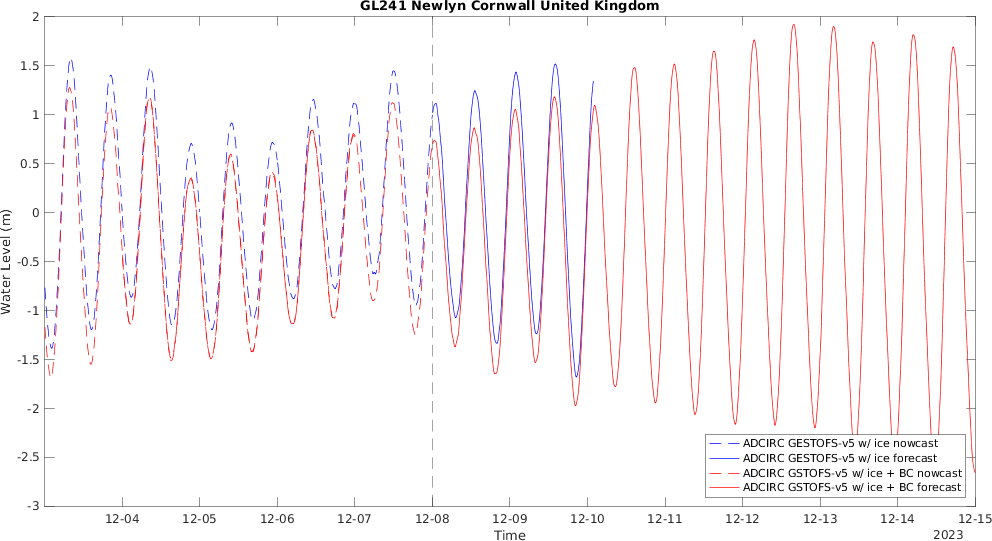 GL241 Newlyn Cornwall United Kingdom
2
1.5
1
0.5
0
-0.5
-1
-1.5
-2
-2.5
-3
Water Level (m)
ADCIRC GESTOFS-v5 w/ ice nowcast
ADCIRC GESTOFS-v5 w/ ice forecast
ADCIRC GSTOFS-v5 w/ ice + BC nowcast
ADCIRC GSTOFS-v5 w/ ice + BC forecast
12-04 12-05 12-06 12-07 12-08 12-09 12-10 12-11 12-12 12-13 12-14 12-15
Time
2023